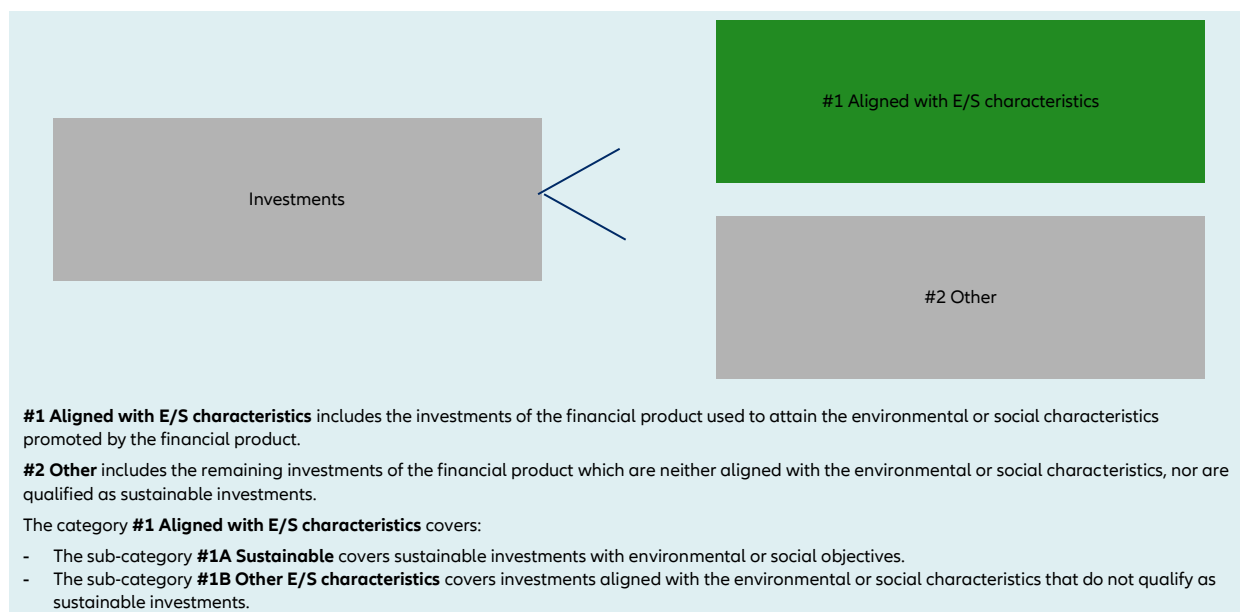 #1 Aligned with E/S characteristics
Investments
#2 Other
#1 Aligned with E/S characteristics includes the investments of the financial product used to attain the environmental or social characteristics
promoted by the financial product.
#2 Other includes the remaining investments of the financial product which are neither aligned with the environmental or social characteristics, nor are
qualified as sustainable investments.
The category #1 Aligned with E/S characteristics covers:
- The sub-category #1A Sustainable covers sustainable investments with environmental or social objectives.
- The sub-category #1B Other E/S characteristics covers investments aligned with the environmental or social characteristics that do not qualify as
sustainable investments.